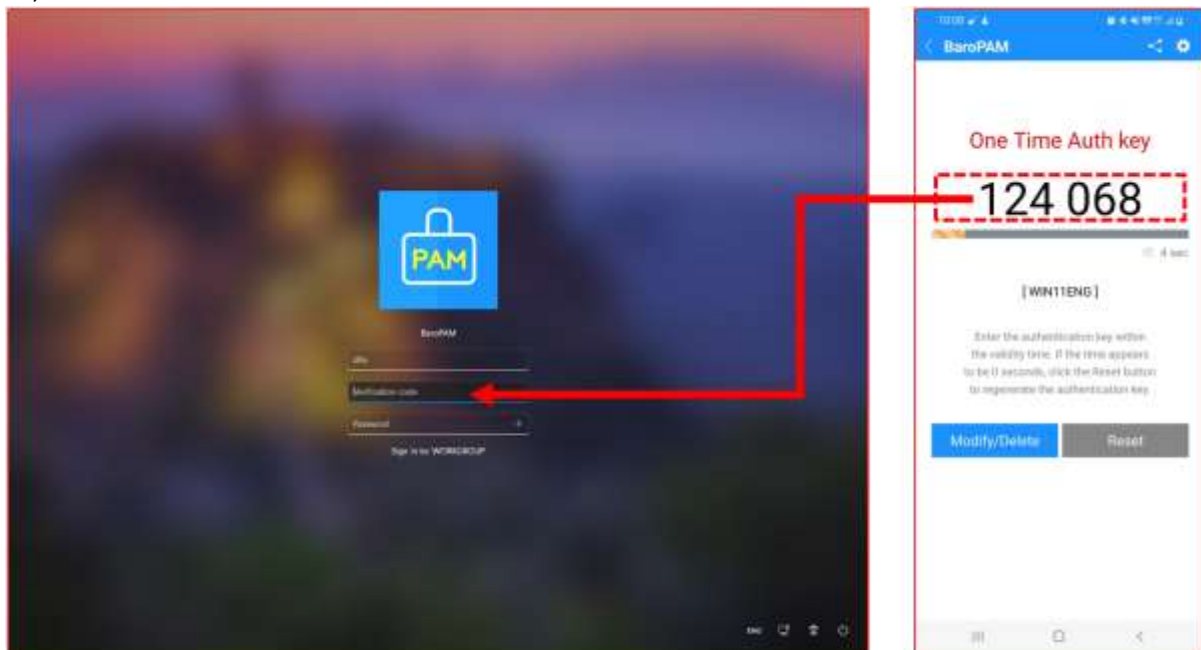 PAM
BaroPAM
Verification code
Password
Sign in to: WORKGROUP
ENG
BaroPAM
One Time Auth key
124 068
4 sec
[ WIN11ENG ]
Enter the authentication key within
the validity time. If the time appears
to be 0 seconds, click the Reset button
to regenerate the authentication key.
Modify/Delete
Reset